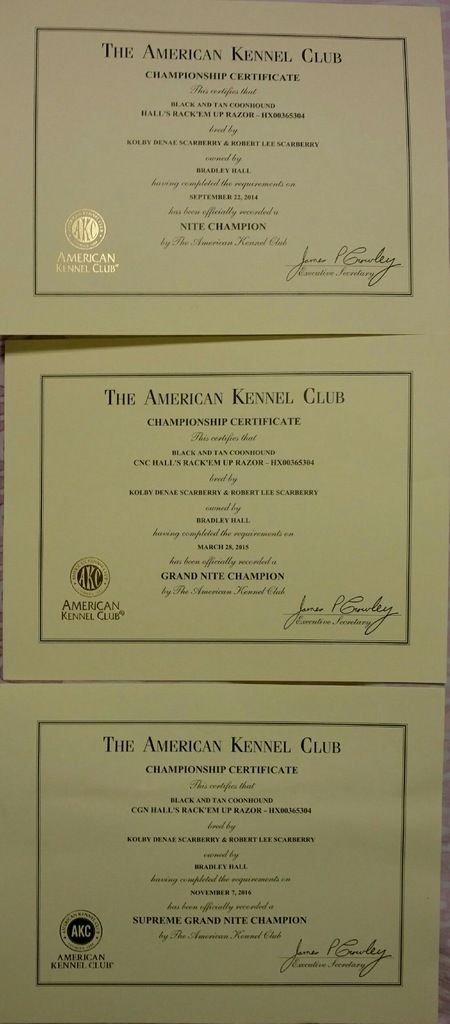 THE AMERICAN KENNEL CLUB
CHAMPIONSHIP CERTIFICATE
This certifies that
BLACK AND TAN COONHOUND
HALL'S RACK'EM UP RAZOR - HX00365304
bred by
KOLBY DENAE SCARBERRY & ROBERT LEE SCARBERRY
owned by
BRADLEY HALL
having completed the requirements on
SEPTEMBER 22, 2014
has been officially recorded a
NITE CHAMPION
by The American Kennel Club
AKC
AMERICAN
KENNEL CLUB
James P Crowley
Executive Secretary
THE AMERICAN KENNEL CLUB
CHAMPIONSHIP CERTIFICATE
This certifies that
BLACK AND TAN COONHOUND
CNC HALL'S RACK'EM UP RAZOR - HX00365304
bred by
KOLBY DENAE SCARBERRY & ROBERT LEE SCARBERRY
owned by
BRADLEY HALL
having completed the requirements on
MARCH 28, 2015
has been officially recorded a
GRAND NITE CHAMPION
by The American Kennel Club
AKC
AMERICAN
KENNEL CLUB®
James P Crowley
Executive Secretary
THE AMERICAN KENNEL CLUB
CHAMPIONSHIP CERTIFICATE
This certifies that
BLACK AND TAN COONHOUND
CGN HALL'S RACK'EM UP RAZOR - HX00365304
bred by
KOLBY DENAE SCARBERRY & ROBERT LEE SCARBERRY
owned by
BRADLEY HALL
having completed the requirements on
NOVEMBER 7, 2016
has been officially recorded a
SUPREME GRAND NITE CHAMPION
by The American Kennel Club
AMERICAN KENNEL CLUB
AKC
AMERICAN
KENNEL CLUB
James P Crowley
Executive Secretary